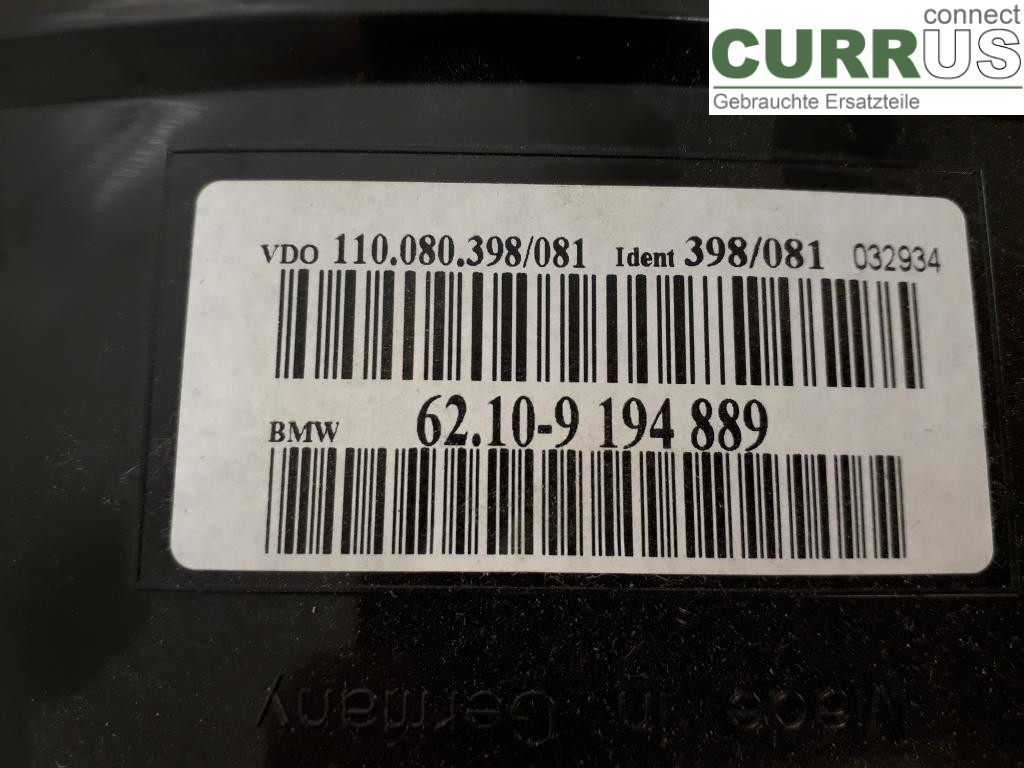 connect
CURRUS
Gebrauchte Ersatzteile
VDO 110.080.398/081 Ident 398/081 032934
BMW 62.10-9 194 889
Made in Germany